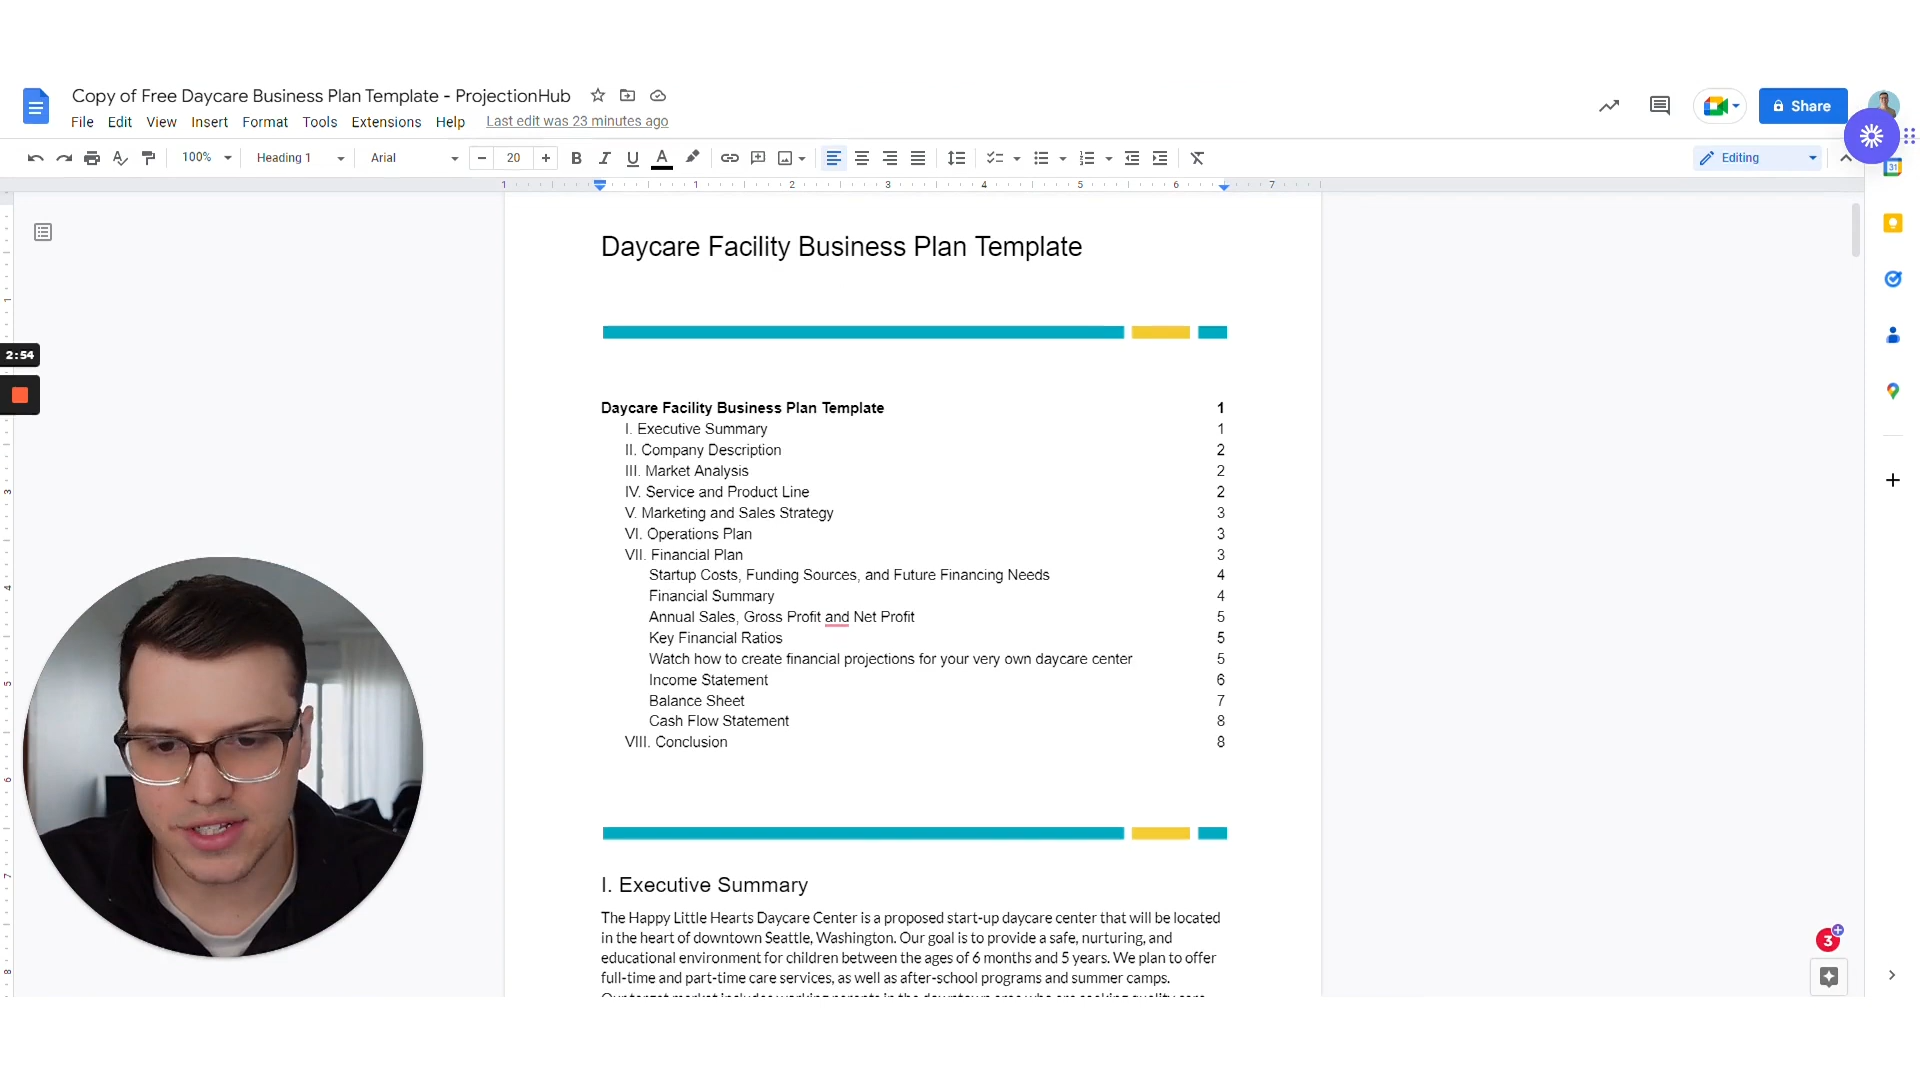 Copy of Free Daycare Business Plan Template - ProjectionHub
File Edit View Insert Format Tools Extensions Help Last edit was 23 minutes ago
Share
100% Heading 1 Arial 20 Editing
1 1 2 3 4 5 6 7
31
Daycare Facility Business Plan Template
2:54
Daycare Facility Business Plan Template 1
I. Executive Summary 1
II. Company Description 2
III. Market Analysis 2
IV. Service and Product Line 2
V. Marketing and Sales Strategy 3
VI. Operations Plan 3
VII. Financial Plan 3
Startup Costs, Funding Sources, and Future Financing Needs 4
Financial Summary 4
Annual Sales, Gross Profit and Net Profit 5
Key Financial Ratios 5
Watch how to create financial projections for your very own daycare center 5
Income Statement 6
Balance Sheet 7
Cash Flow Statement 8
VIII. Conclusion 8
I. Executive Summary
The Happy Little Hearts Daycare Center is a proposed start-up daycare center that will be located
in the heart of downtown Seattle, Washington. Our goal is to provide a safe, nurturing, and
educational environment for children between the ages of 6 months and 5 years. We plan to offer
full-time and part-time care services, as well as after-school programs and summer camps.
3